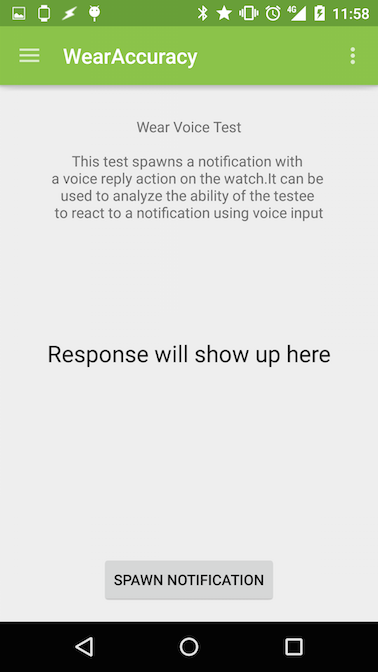 4G 11:58
WearAccuracy
Wear Voice Test
This test spawns a notification with
a voice reply action on the watch.It can be
used to analyze the ability of the testee
to react to a notification using voice input
Response will show up here
SPAWN NOTIFICATION